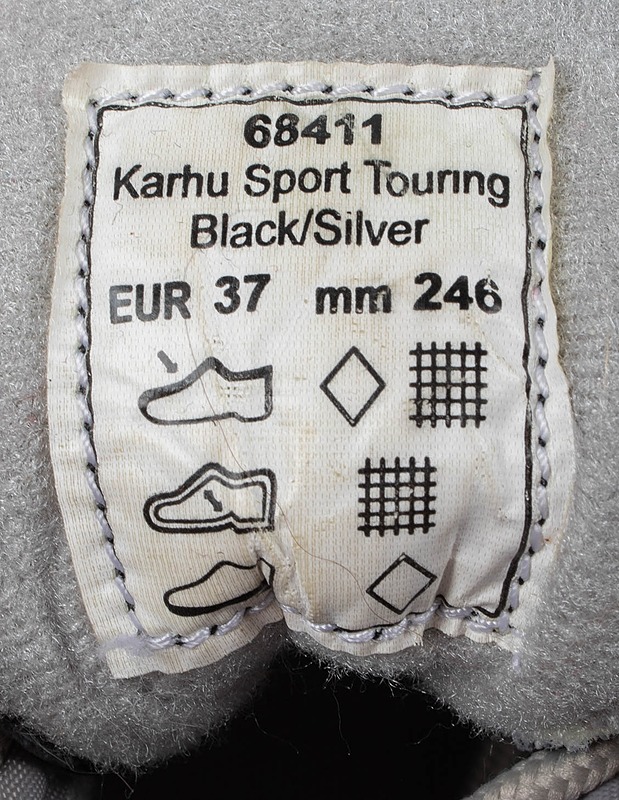 68411
Karhu Sport Touring
Black/Silver
EUR 37 mm 246